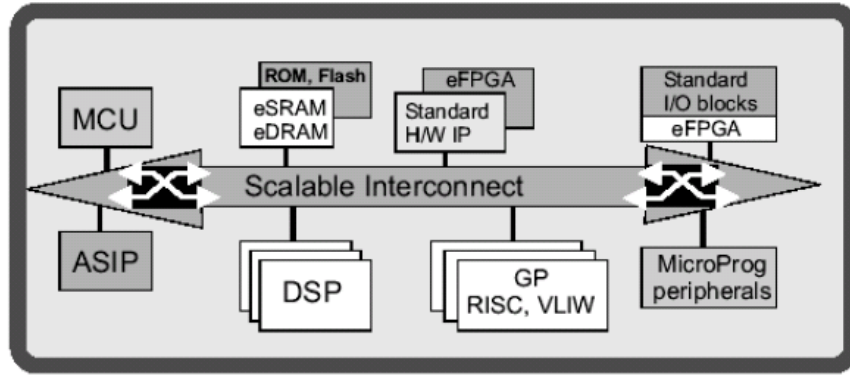 MCU
ROM, Flash
eSRAM
eDRAM
eFPGA
Standard
H/W IP
Standard
I/O blocks
eFPGA
Scalable Interconnect
ASIP
DSP
GP
RISC, VLIW
MicroProg
peripherals